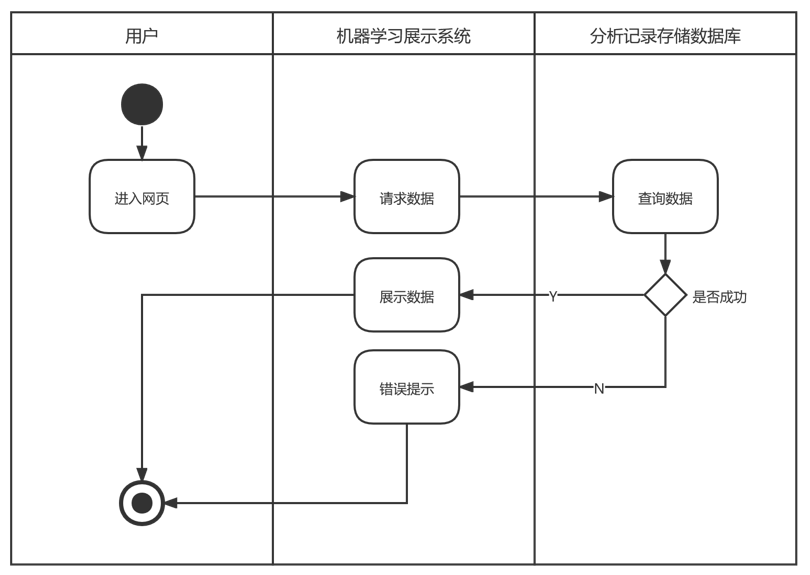 用户
机器学习展示系统
分析记录存储数据库
进入网页
请求数据
查询数据
展示数据
Y
是否成功
错误提示
N